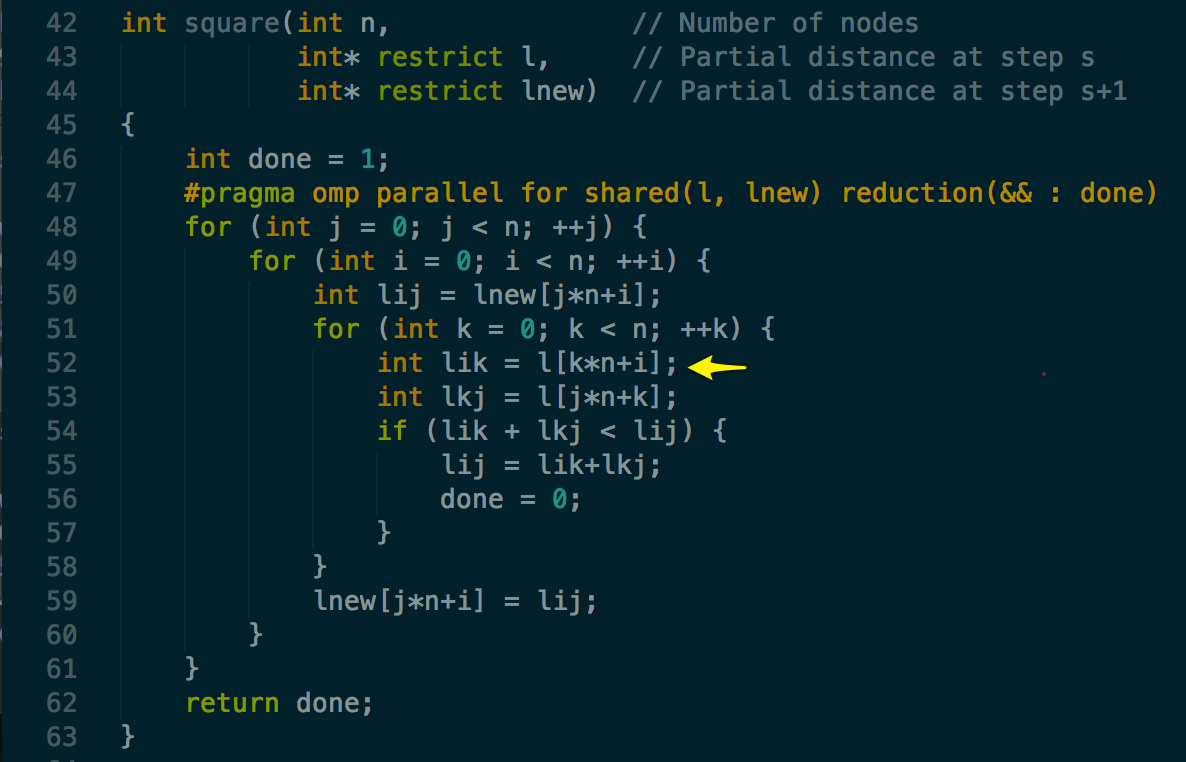 42 int square(int n, // Number of nodes
43 int* restrict l, // Partial distance at step s
44 int* restrict lnew) // Partial distance at step s+1
45 {
46 int done = 1;
47 #pragma omp parallel for shared(l, lnew) reduction(&& : done)
48 for (int j = 0; j < n; ++j) {
49 for (int i = 0; i < n; ++i) {
50 int lij = lnew[j*n+i];
51 for (int k = 0; k < n; ++k) {
52 int lik = l[k*n+i];
53 int lkj = l[j*n+k];
54 if (lik + lkj < lij) {
55 lij = lik+lkj;
56 done = 0;
57 }
58 }
59 lnew[j*n+i] = lij;
60 }
61 }
62 return done;
63 }